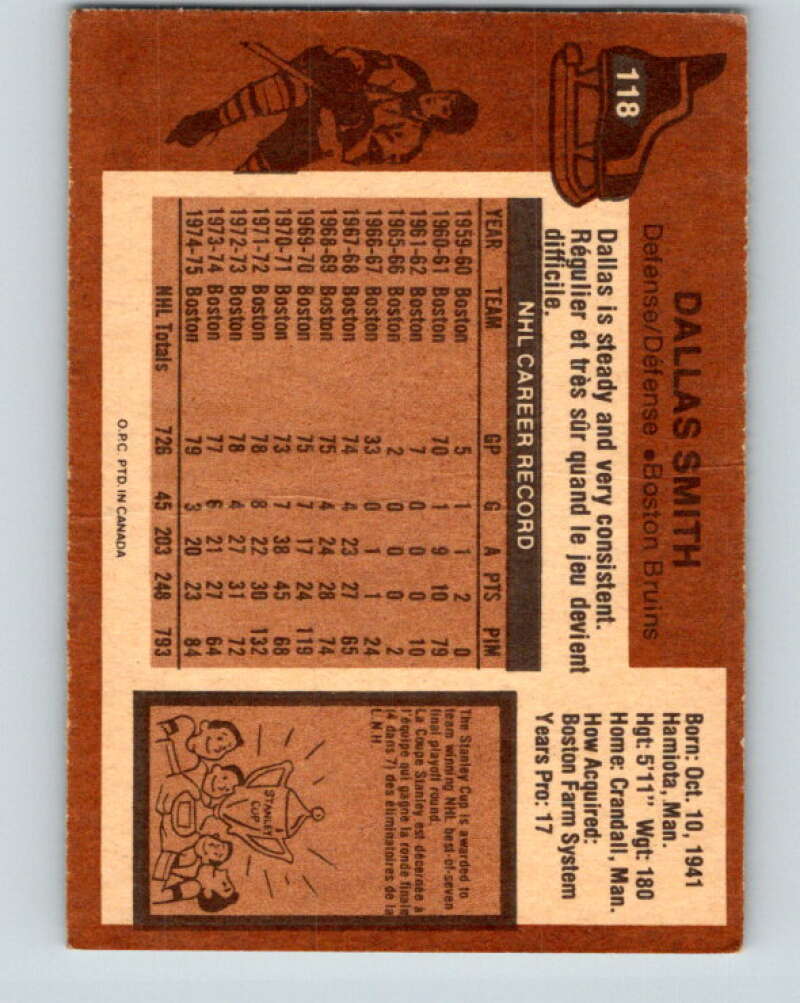 118
DALLAS SMITH
Defense/Défense •Boston Bruins
Dallas is steady and very consistent.
Régulier et très sûr quand le jeu devient
difficile.
NHL CAREER RECORD
YEAR TEAM GP G A PTS PIM
1959-60 Boston 5 1 1 2 0
1960-61 Boston 70 1 9 10 79
1961-62 Boston 7 0 0 0 10
1965-66 Boston 2 0 0 0 2
1966-67 Boston 33 0 1 1 24
1967-68 Boston 74 4 23 27 65
1968-69 Boston 75 4 24 28 74
1969-70 Boston 75 7 17 24 119
1970-71 Boston 73 7 38 45 68
1971-72 Boston 78 8 22 30 132
1972-73 Boston 78 4 27 31 72
1973-74 Boston 77 6 21 27 64
1974-75 Boston 79 3 20 23 84
NHL Totals 726 45 203 248 793
O.P.C. PTD. IN CANADA
Born: Oct. 10, 1941
Hamiota, Man.
Hgt: 5'11" Wgt: 180
Home: Crandall, Man.
How Acquired:
Boston Farm System
Years Pro: 17
The Stanley Cup is awarded to
team winning NHL best-of-seven
final playoff round.
La Coupe Stanley est décernée à
l'équipe qui gagne la ronde finale
(4 dans 7) des éliminatoires de la
L.N.H.
STANLEY
CUP